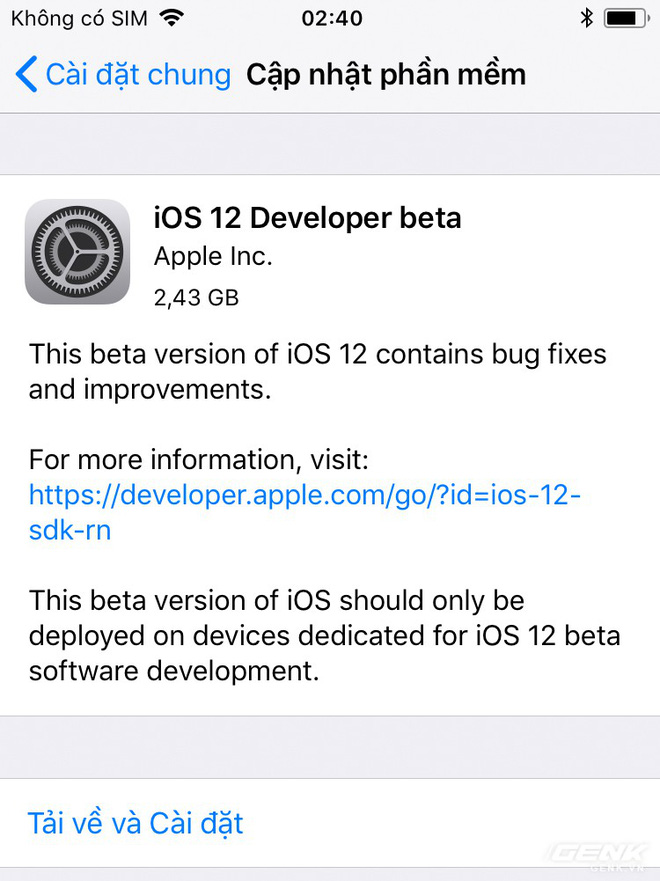 Không có SIM
02:40
Cài đặt chung
Cập nhật phần mềm
iOS 12 Developer beta
Apple Inc.
2,43 GB
This beta version of iOS 12 contains bug fixes
and improvements.
For more information, visit:
https://developer.apple.com/go/?id=ios-12-
sdk-rn
This beta version of iOS should only be
deployed on devices dedicated for iOS 12 beta
software development.
Tải về và Cài đặt
GENK
GENK.VN